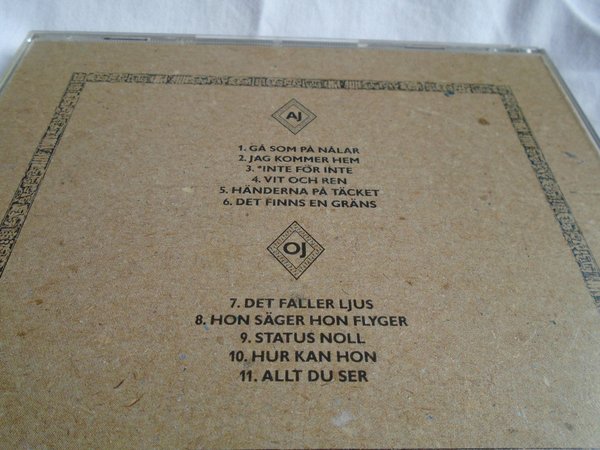 AJ
1. GÅ SOM PÅ NÅLAR
2. JAG KOMMER HEM
3. *INTE FÖR INTE
4. VIT OCH REN
5. HÄNDERNA PÅ TÄCKET
6. DET FINNS EN GRÄNS
OJ
7. DET FALLER LJUS
8. HON SÄGER HON FLYGER
9. STATUS NOLL
10. HUR KAN HON
11. ALLT DU SER